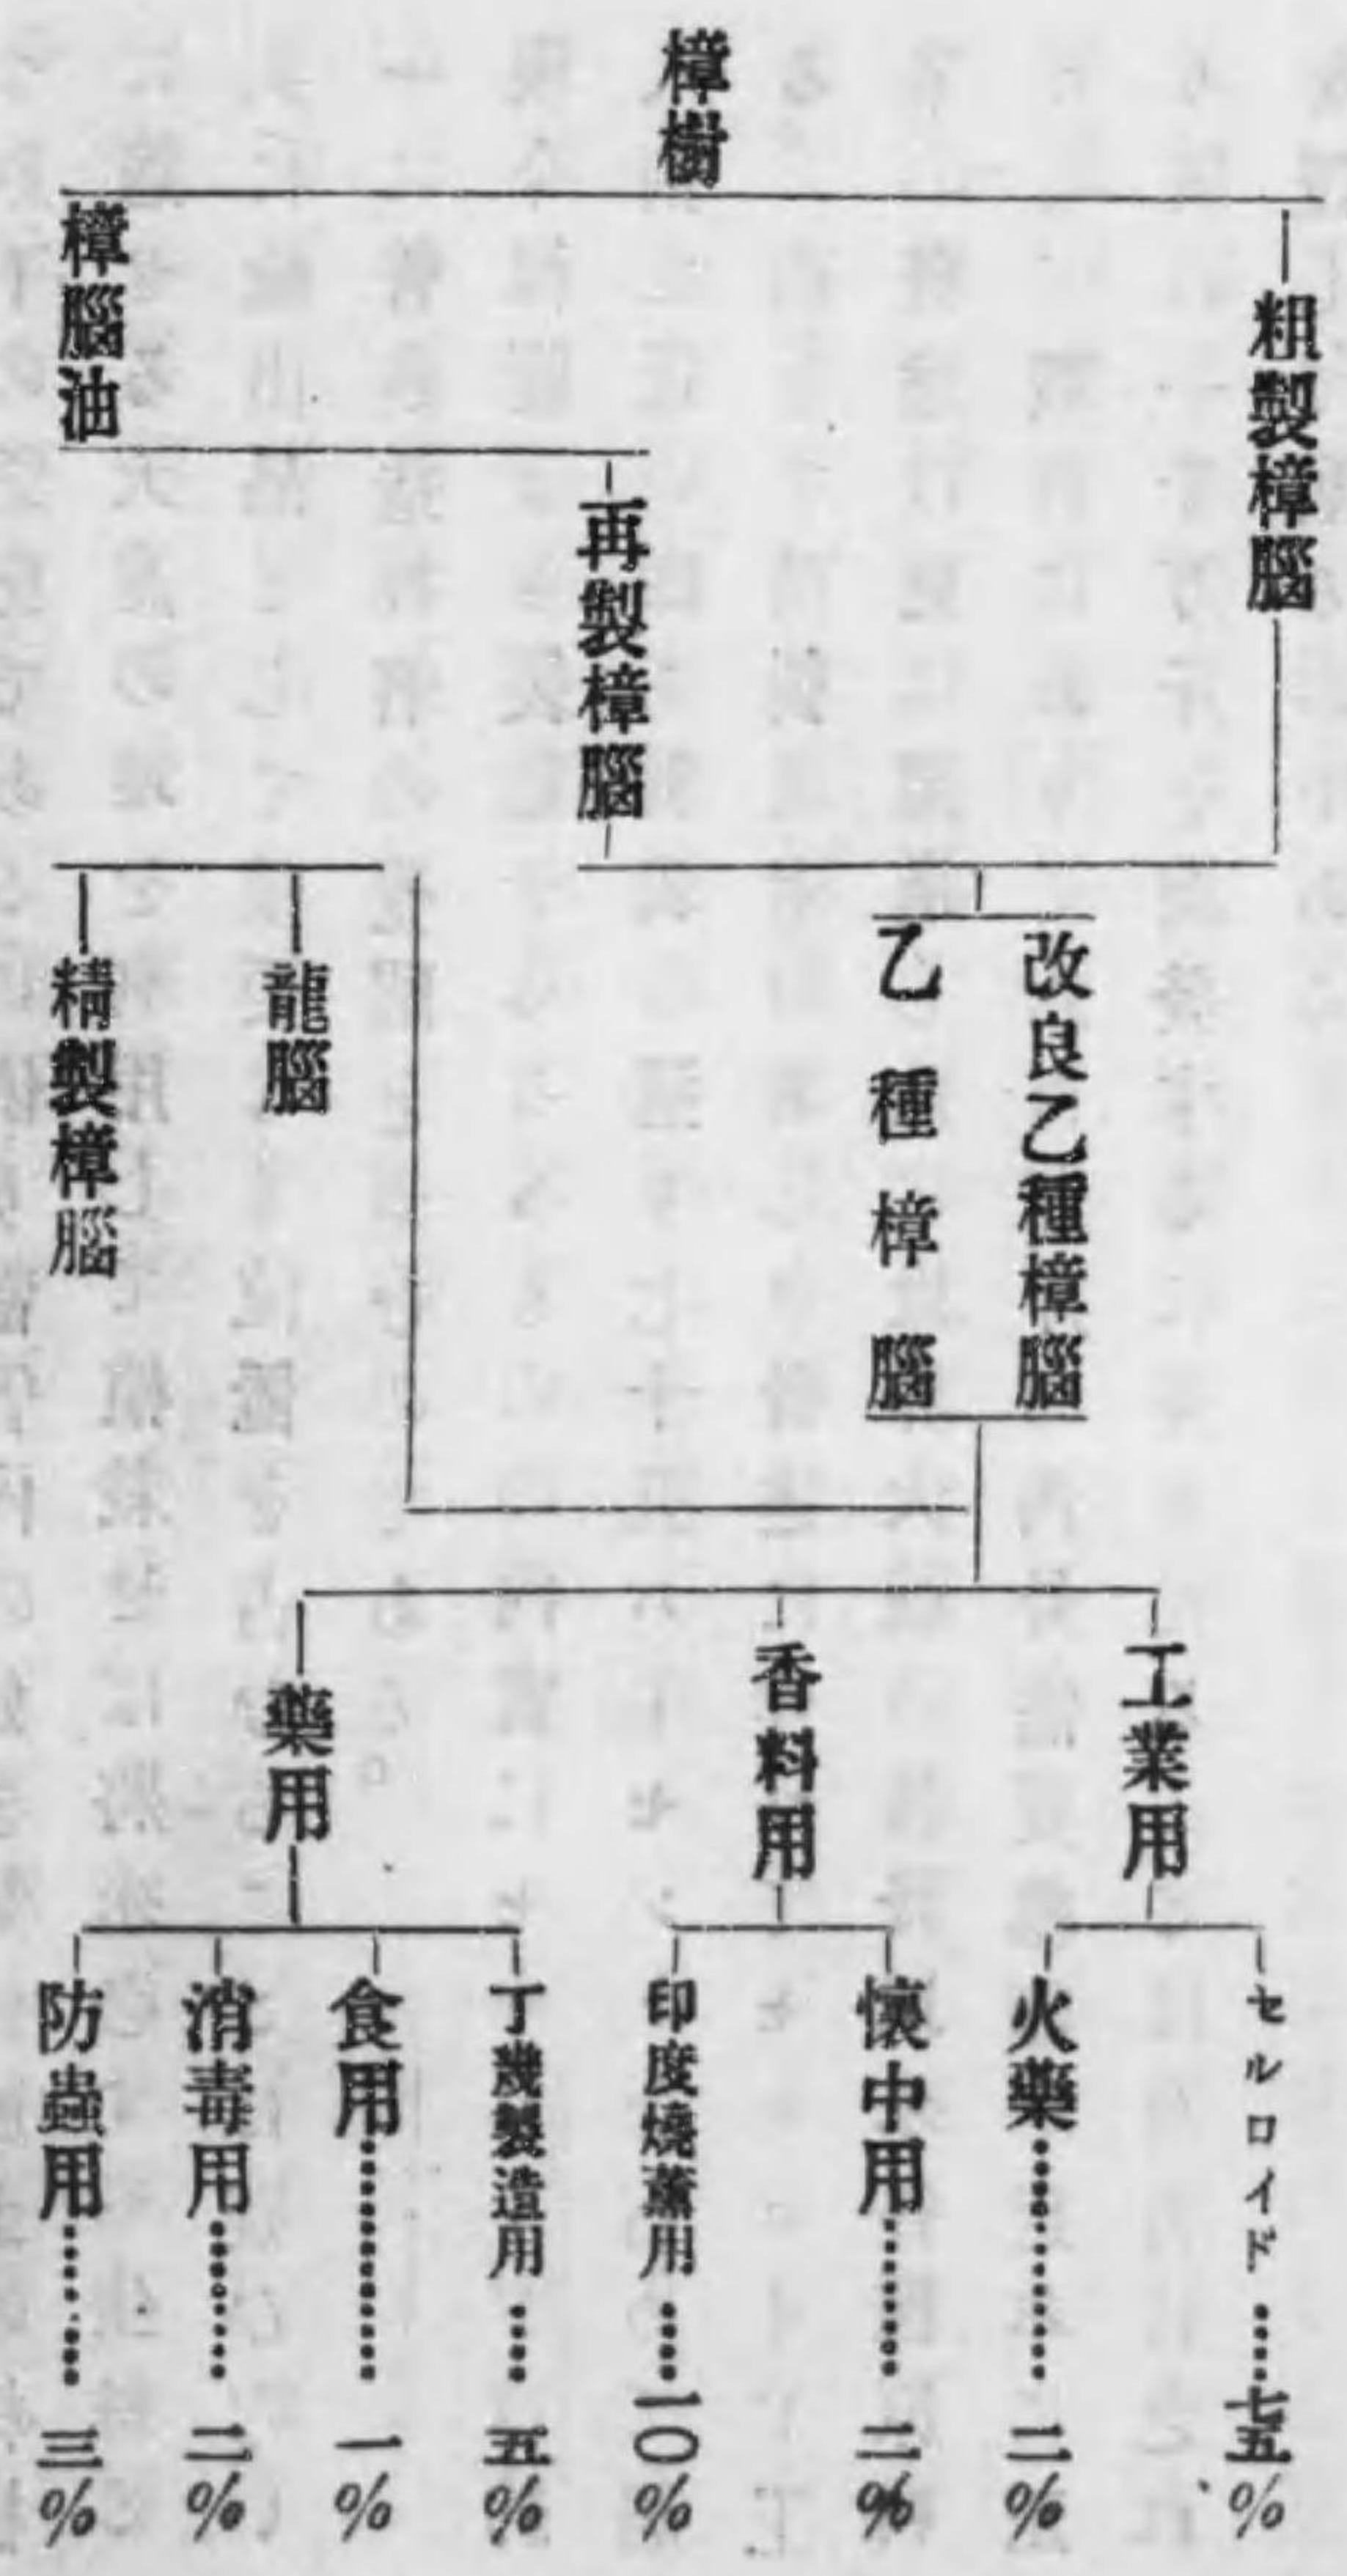 樟樹
粗製樟腦
樟腦油
再製樟腦
改良乙種樟腦
乙種樟腦
龍腦
精製樟腦
工業用
香料用
藥用
セルロイド……七五%
火藥……二%
懷中用……二%
印度燒薰用……一〇%
丁幾製造用……五%
食用……一%
消毒用……二%
防蟲用……三%